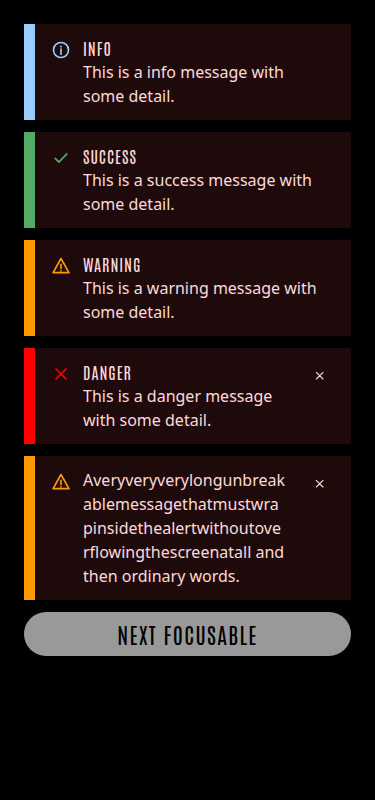 INFO
This is a info message with
some detail.
SUCCESS
This is a success message with
some detail.
WARNING
This is a warning message with
some detail.
DANGER
This is a danger message
with some detail.
Averyveryverylongunbreak
ablemessagethatmustwra
pinsidethealertwithoutove
rflowingthescreenatall and
then ordinary words.
NEXT FOCUSABLE